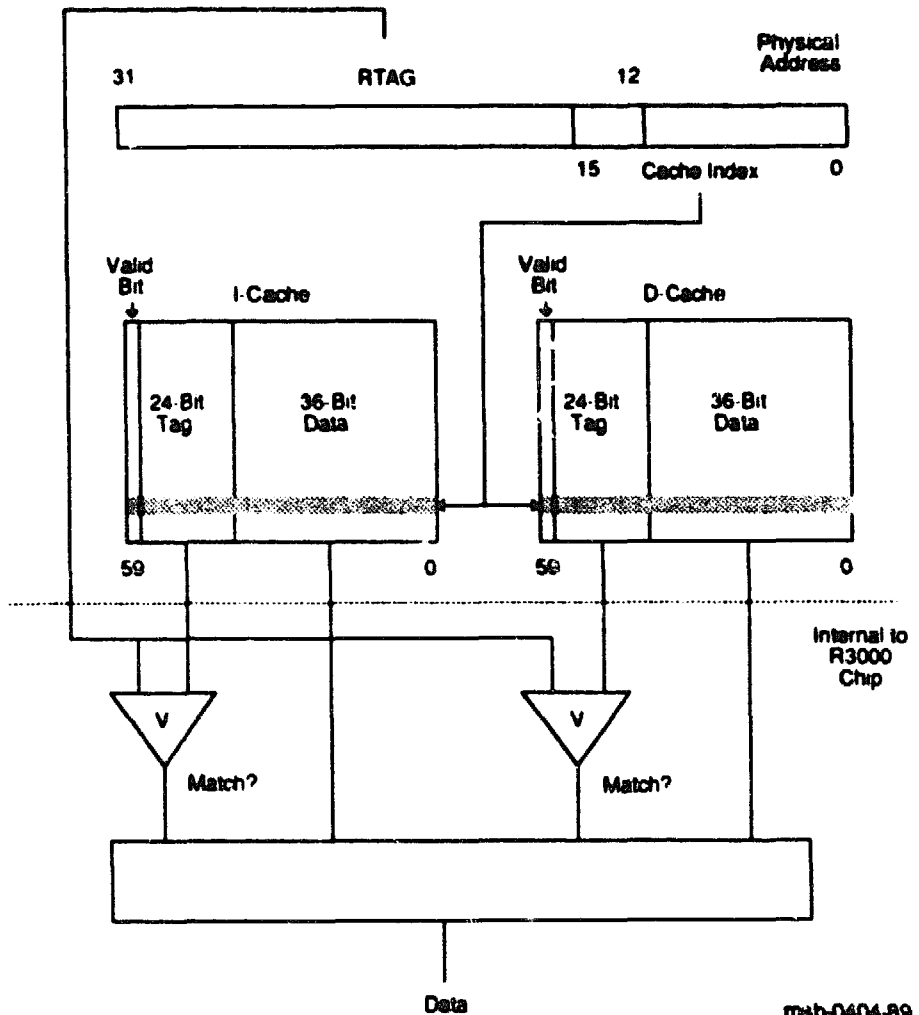 Physical
Address
31 RTAG 12
15 Cache Index 0
Valid
Bit
I-Cache
Valid
Bit
D-Cache
24-Bit
Tag
36-Bit
Data
24-Bit
Tag
36-Bit
Data
59 0
59 0
Internal to
R3000
Chip
V
V
Match?
Match?
Data
msb-0404-89